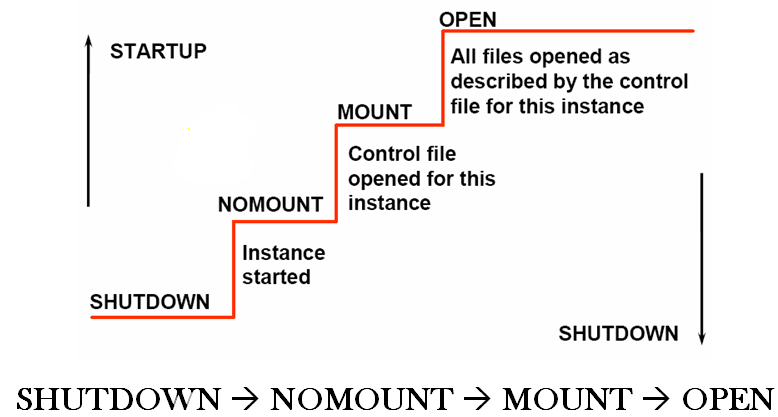 OPEN
STARTUP
All files opened as
described by the control
file for this instance
MOUNT
Control file
opened for this
instance
NOMOUNT
Instance
started
SHUTDOWN
SHUTDOWN
SHUTDOWN → NOMOUNT → MOUNT → OPEN